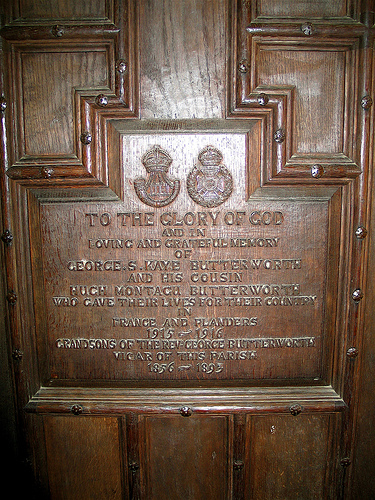 TO THE GLORY OF GOD
AND IN
LOVING AND GRATEFUL MEMORY
OF
GEORGE. S. KAYE BUTTERWORTH
AND HIS COUSIN
HUGH MONTAGU BUTTERWORTH
WHO GAVE THEIR LIVES FOR THEIR COUNTRY
IN
FRANCE AND FLANDERS
1915 — 1916
GRANDSONS OF THE REV GEORGE BUTTERWORTH
VICAR OF THIS PARISH
1856 — 1893